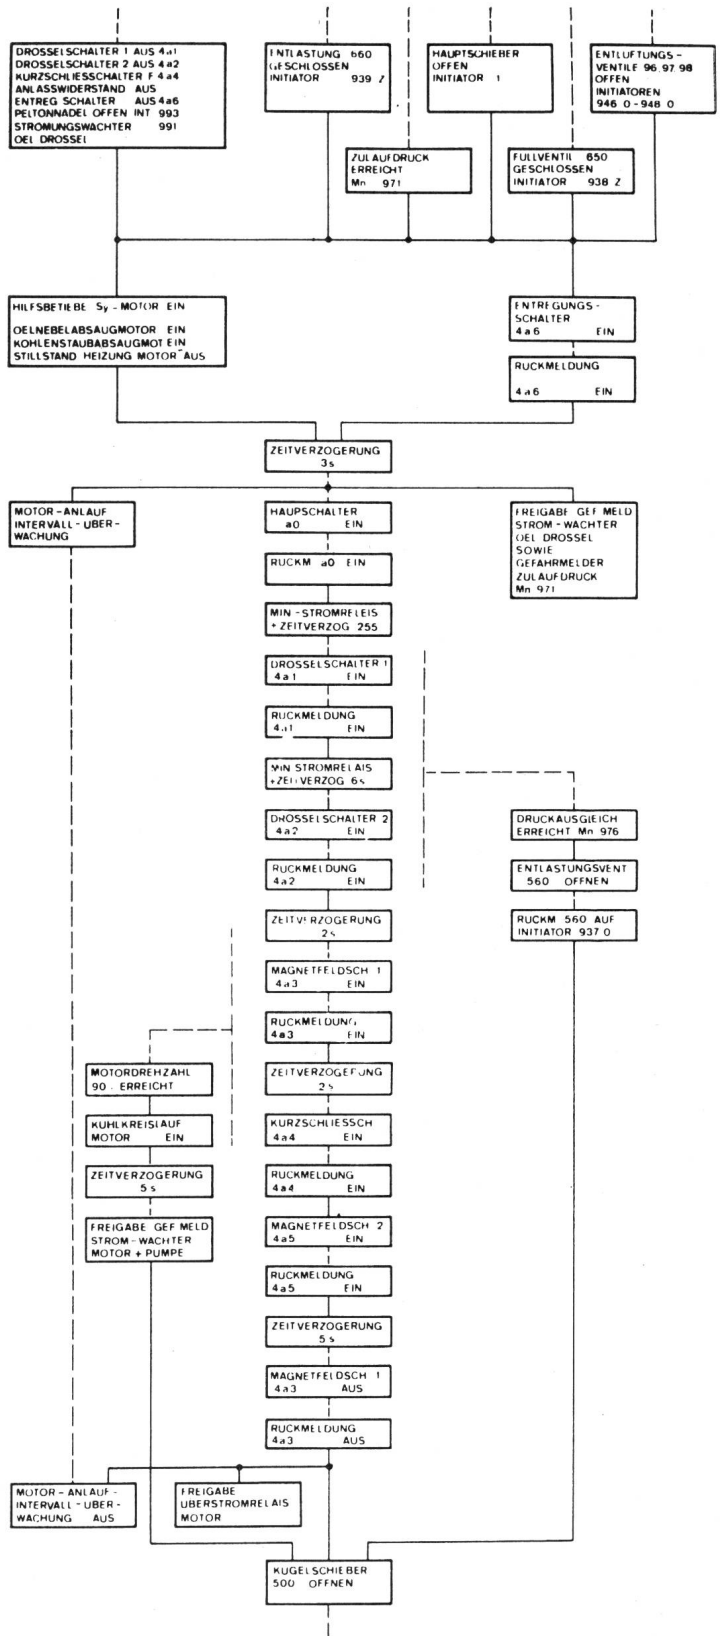 DROSSELSCHALTER 1 AUS 4a1
DROSSELSCHALTER 2 AUS 4a2
KURZSCHLIESSCHALTER F 4a4
ANLASSWIDERSTAND AUS
ENTREG SCHALTER AUS 4a6
PELTONNADEL OFFEN INT 993
STROMUNGSWACHTER 991
OEL DROSSEL
ENTLASTUNG 660
GESCHLOSSEN
INITIATOR 939 Z
HAUPTSCHIEBER
OFFEN
INITIATOR 1
ENTLUFTUNGS-
VENTILE 96.97.98
OFFEN
INITIATOREN
946 0-948 0
ZULAUFDRUCK
ERREICHT
Mn 971
FULLVENTIL 650
GESCHLOSSEN
INITIATOR 938 Z
HILFSBETRIEBE Sy-MOTOR EIN
OELNEBELABSAUGMOTOR EIN
KOHLENSTAUBABSAUGMOT EIN
STILLSTAND HEIZUNG MOTOR AUS
ENTREGUNGS-
SCHALTER
4a6 EIN
RUCKMELDUNG
4a6 EIN
ZEITVERZOGERUNG
3s
MOTOR-ANLAUF
INTERVALL-UBER-
WACHUNG
HAUPSCHALTER
a0 EIN
FREIGABE GEF MELD
STROM-WACHTER
OEL DROSSEL
SOWIE
GEFAHRMELDER
ZULAUFDRUCK
Mn 971
RUCKM a0 EIN
MIN-STROMRELEIS
+ZEITVERZOG 255
DROSSELSCHALTER 1
4a1 EIN
RUCKMELDUNG
4a1 EIN
MIN STROMRELAIS
+ZEITVERZOG 6s
DROSSELSCHALTER 2
4a2 EIN
DRUCKAUSGLEICH
ERREICHT Mn 976
RUCKMELDUNG
4a2 EIN
ENTLASTUNGSVENT
560 OFFNEN
ZEITVERZOGERUNG
2s
RUCKM 560 AUF
INITIATOR 937 0
MAGNETFELDSCH 1
4a3 EIN
RUCKMELDUNG
4a3 EIN
MOTORDREHZAHL
90 - ERREICHT
ZEITVERZOGERUNG
2s
KUHLKREISLAUF
MOTOR EIN
KURZSCHLIESSCH
4a4 EIN
ZEITVERZOGERUNG
5s
RUCKMELDUNG
4a4 EIN
FREIGABE GEF MELD
STROM-WACHTER
MOTOR + PUMPE
MAGNETFELDSCH 2
4a5 EIN
RUCKMELDUNG
4a5 EIN
ZEITVERZOGERUNG
5s
MAGNETFELDSCH 1
4a3 AUS
RUCKMELDUNG
4a3 AUS
MOTOR-ANLAUF-
INTERVALL-UBER-
WACHUNG AUS
FREIGABE
UBERSTROMRELAIS
MOTOR
KUGELSCHIEBER
500 OFFNEN